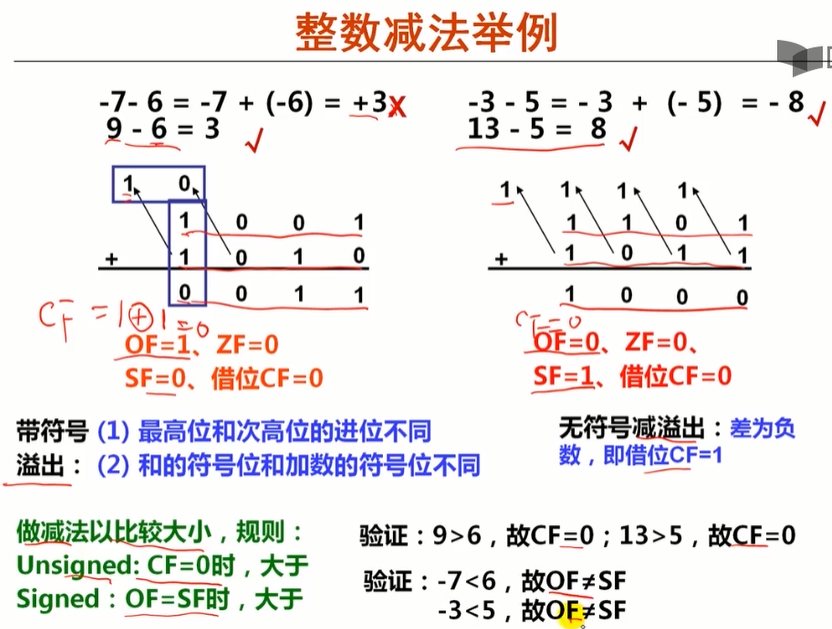 整数减法举例
-7- 6 = -7 + (-6) = +3X
9 - 6 = 3 √
-3 - 5 = - 3 + (- 5) = - 8 √
13 - 5 = 8 √
1 0
1 0 0 1
+ 1 0 1 0
0 0 1 1
CF = 1⊕1=0
OF=1、ZF=0
SF=0、借位CF=0
1 1 1 1
1 1 0 1
+ 1 0 1 1
1 0 0 0
CF=0
OF=0、ZF=0、
SF=1、借位CF=0
带符号 (1) 最高位和次高位的进位不同
溢出： (2) 和的符号位和加数的符号位不同
无符号减溢出：差为负
数，即借位CF=1
做减法以比较大小，规则：
Unsigned: CF=0时，大于
Signed：OF=SF时，大于
验证：9>6，故CF=0；13>5，故CF=0
验证：-7<6，故OF≠SF
-3<5，故OF≠SF